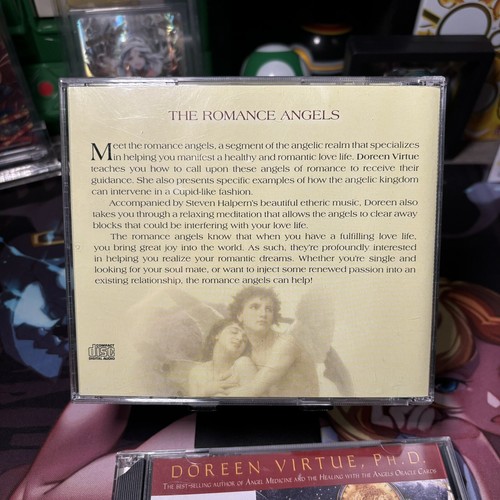 THE ROMANCE ANGELS
Meet the romance angels, a segment of the angelic realm that specializes
in helping you manifest a healthy and romantic love life. Doreen Virtue
teaches you how to call upon these angels of romance to receive their
guidance. She also presents specific examples of how the angelic kingdom
can intervene in a Cupid-like fashion.
Accompanied by Steven Halpern's beautiful etheric music, Doreen also
takes you through a relaxing meditation that allows the angels to clear away
blocks that could be interfering with your love life.
The romance angels know that when you have a fulfilling love life,
you bring great joy into the world. As such, they're profoundly interested
in helping you realize your romantic dreams. Whether you're single and
looking for your soul mate, or want to inject some renewed passion into an
existing relationship, the romance angels can help!
COMPACT
disc
DIGITAL AUDIO
DOREEN VIRTUE, PH.D.
THE BEST-SELLING AUTHOR OF ANGEL MEDICINE AND THE HEALING WITH THE ANGELS ORACLE CARDS